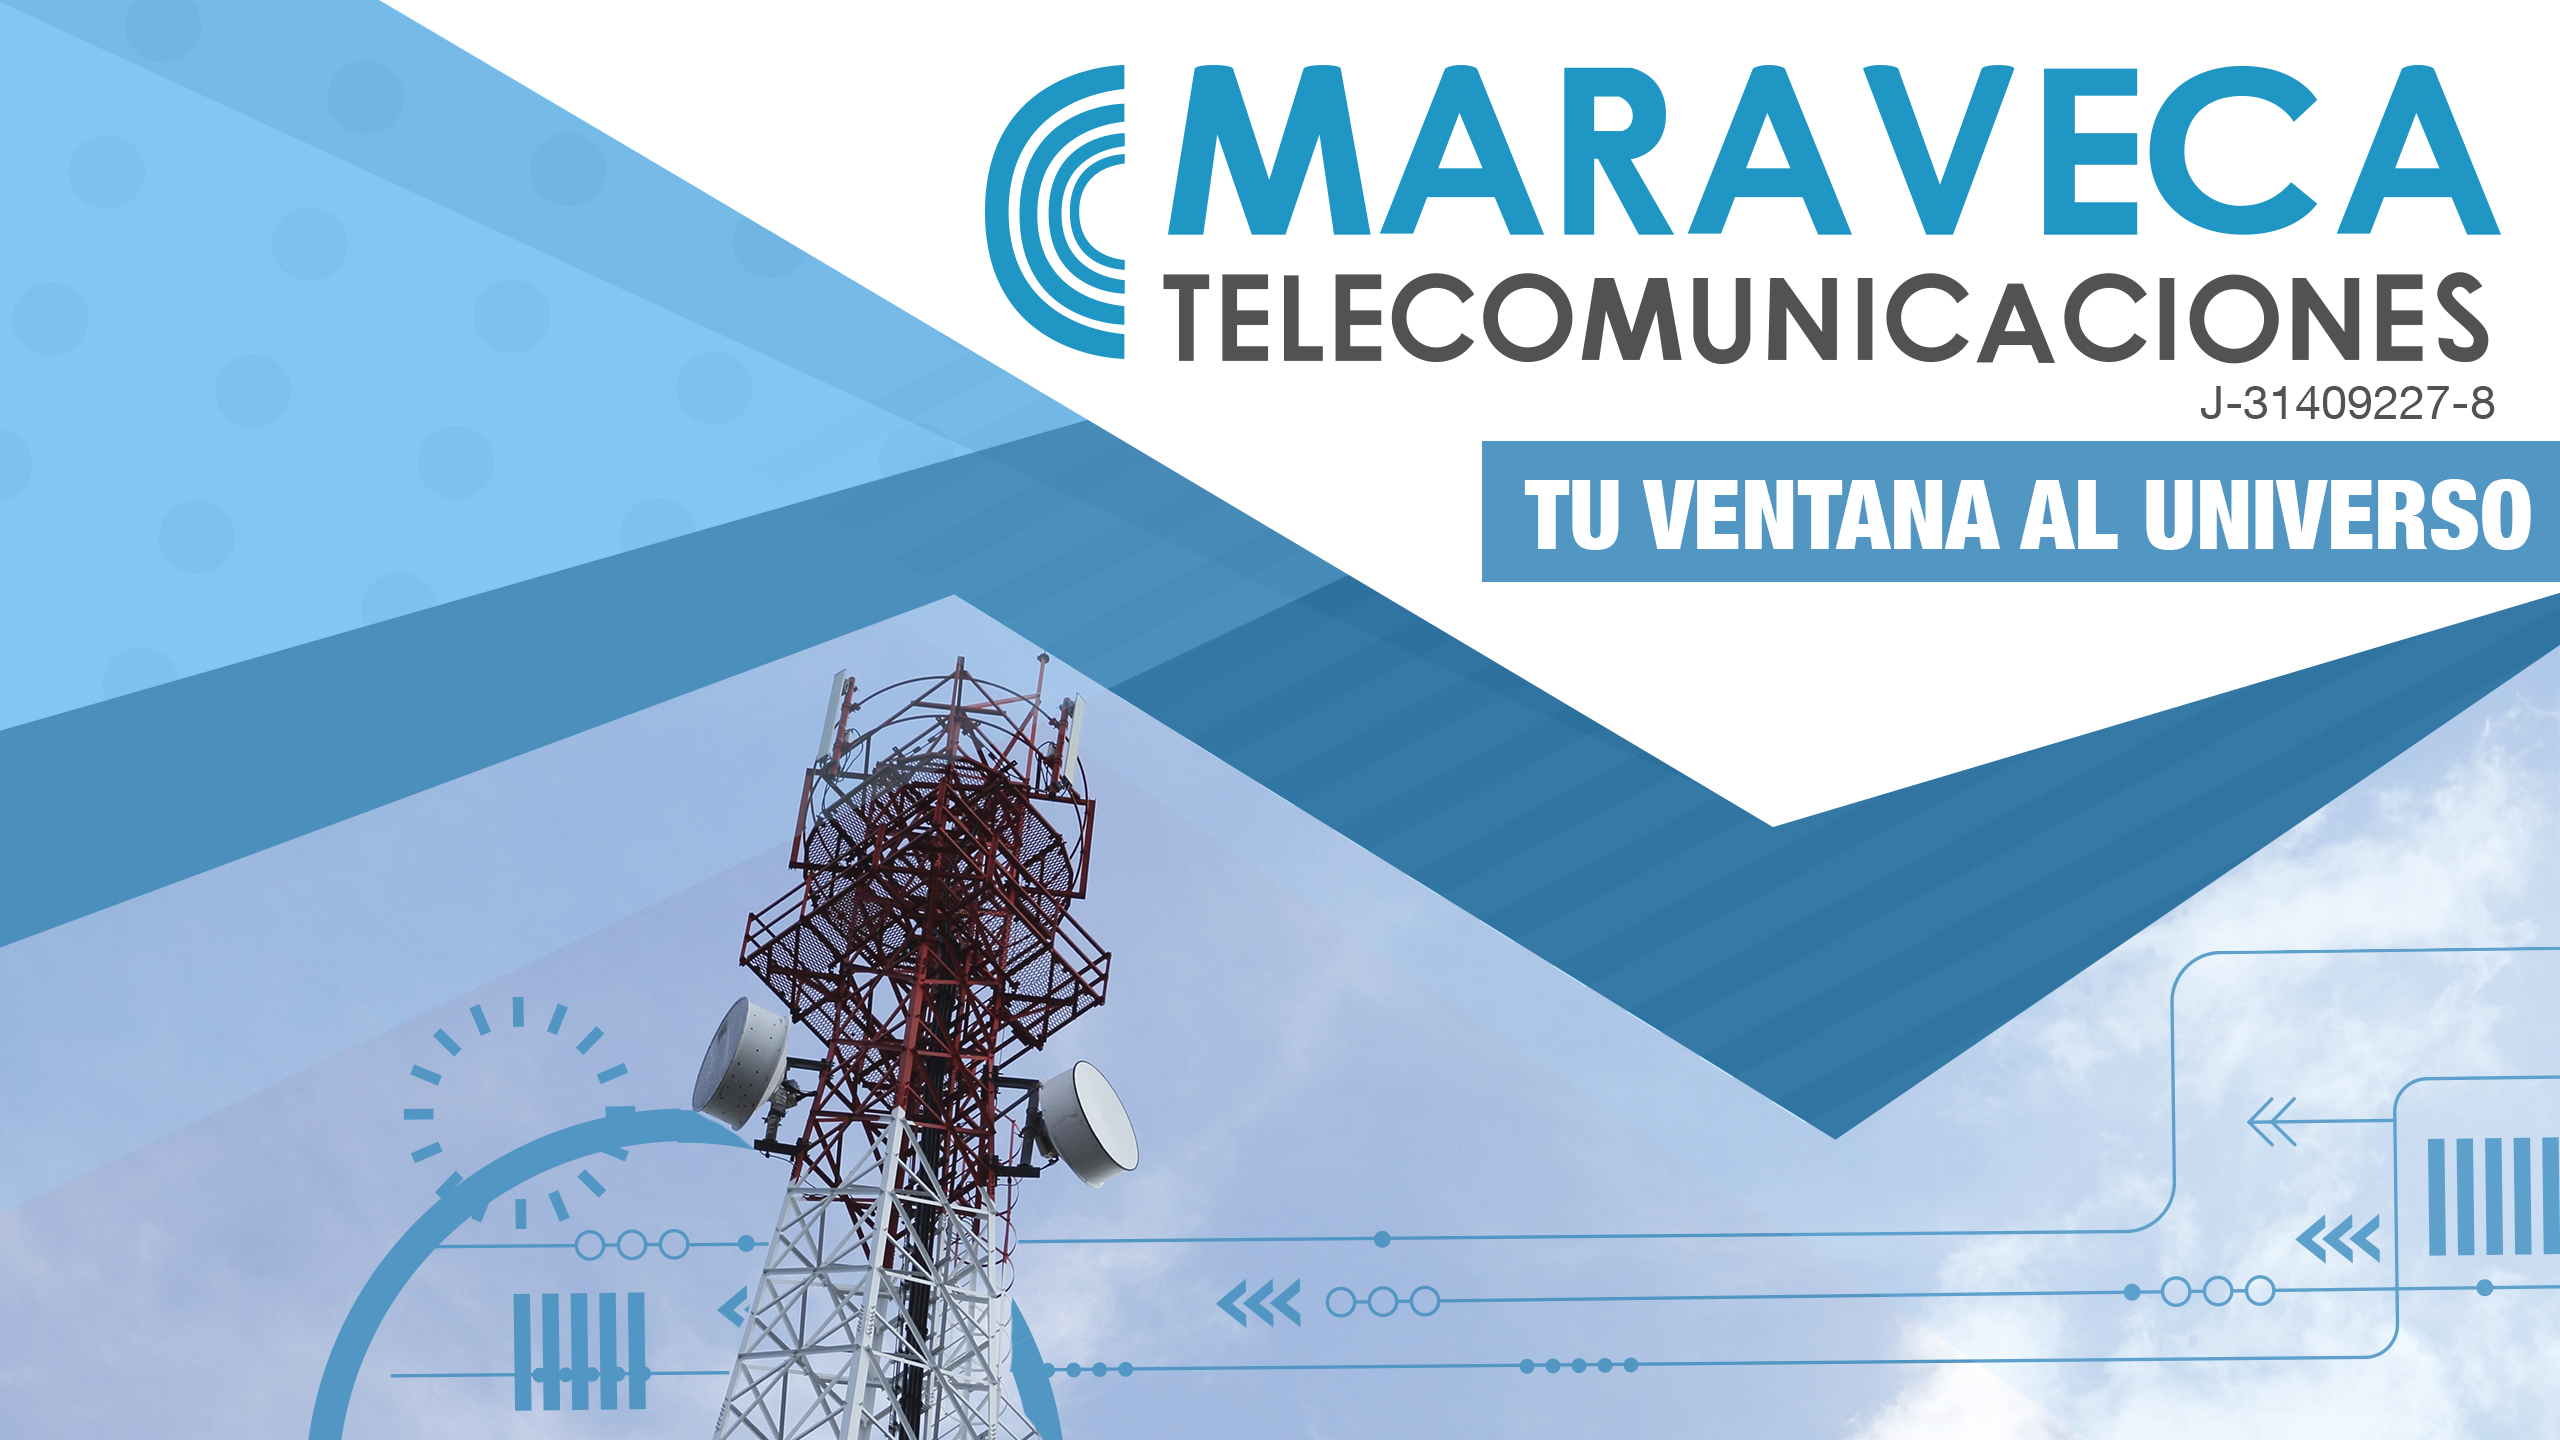 MARAVECA
TELECOMUNICACIONES
J-31409227-8
TU VENTANA AL UNIVERSO